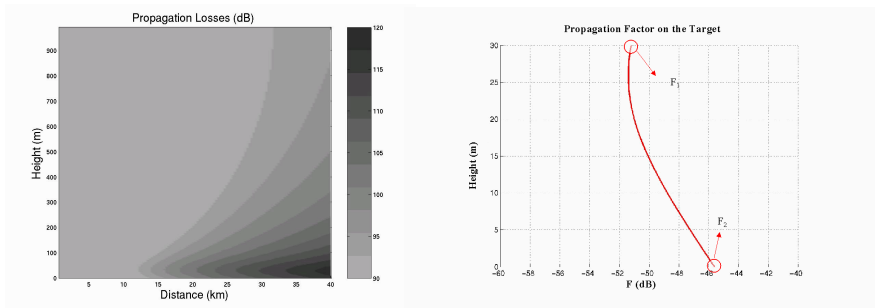 Propagation Losses (dB)
900
800
700
600
500
400
300
200
100
0
Height (m)
5 10 15 20 25 30 35 40
Distance (km)
120
115
110
105
100
95
90
Propagation Factor on the Target
30
25
20
15
10
5
0
Height (m)
−60 −58 −56 −54 −52 −50 −48 −46 −44 −42 −40
F (dB)
F1
F2